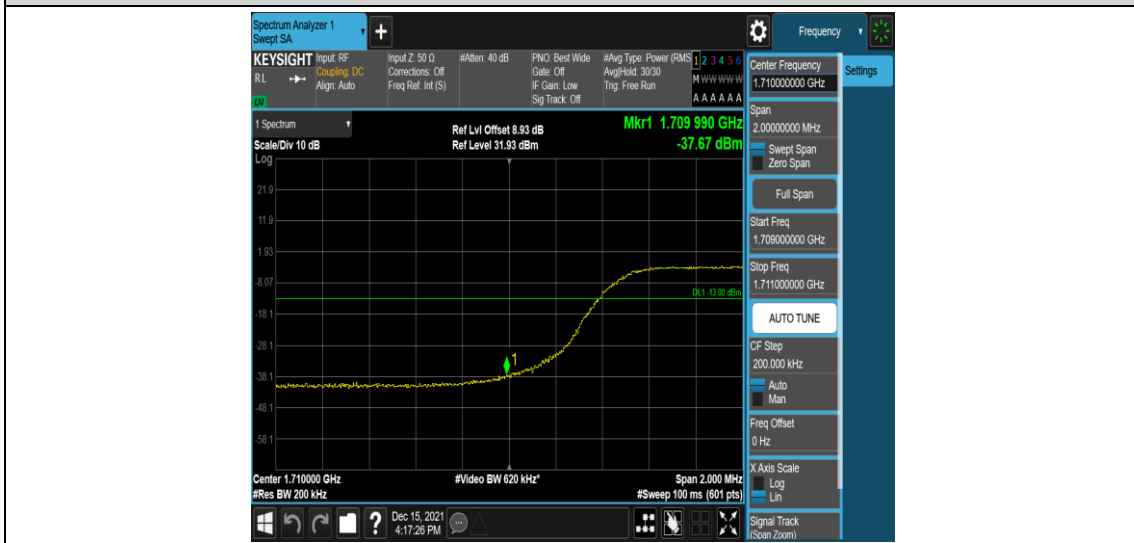 Spectrum Analyzer 1
Swept SA
Frequency
KEYSIGHT
RL
Input: RF
Coupling: DC
Align: Auto
Input Z: 50 Ω
Corrections: Off
Freq Ref: Int (S)
#Atten: 40 dB
PNO: Best Wide
Gate: Off
IF Gain: Low
Sig Track: Off
#Avg Type: Power (RMS
Avg|Hold: 30/30
Trig: Free Run
1 2 3 4 5 6
M W W W W W
A A A A A A
1 Spectrum
Scale/Div 10 dB
Ref Lvl Offset 8.93 dB
Ref Level 31.93 dBm
Mkr1 1.709 990 GHz
-37.67 dBm
Log
21.9
11.9
1.93
-8.07
-18.1
-28.1
-38.1
-48.1
-58.1
DL1 -13.00 dBm
1
Center 1.710000 GHz
#Res BW 200 kHz
#Video BW 620 kHz*
Span 2.000 MHz
#Sweep 100 ms (601 pts)
Center Frequency
1.710000000 GHz
Settings
Span
2.00000000 MHz
Swept Span
Zero Span
Full Span
Start Freq
1.709000000 GHz
Stop Freq
1.711000000 GHz
AUTO TUNE
CF Step
200.000 kHz
Auto
Man
Freq Offset
0 Hz
X Axis Scale
Log
Lin
Signal Track
(Span Zoom)
?
Dec 15, 2021
4:17:26 PM